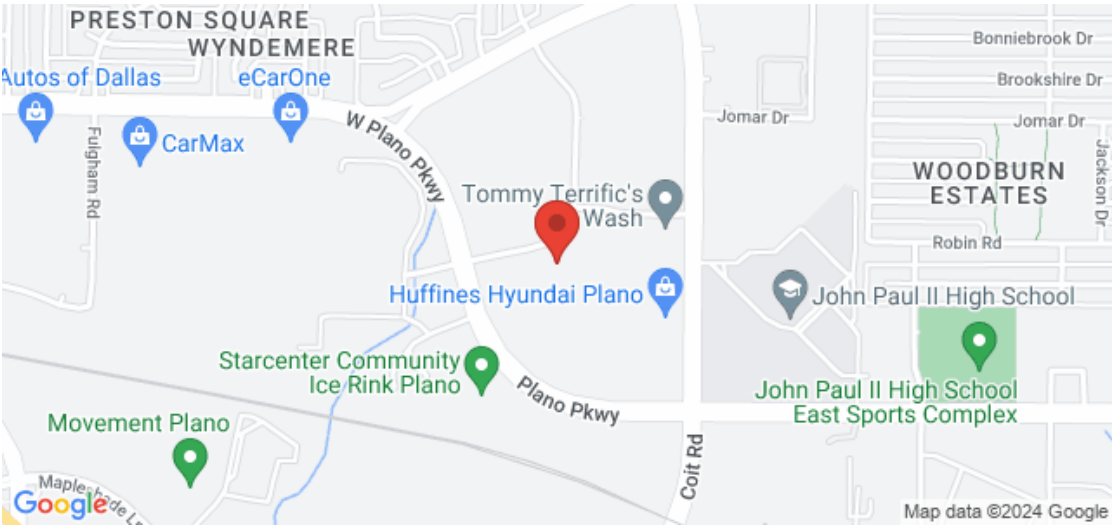 PRESTON SQUARE
WYNDEMERE
Bonniebrook Dr
Autos of Dallas
eCarOne
Brookshire Dr
CarMax
W Plano Pkwy
Jomar Dr
Jomar Dr
Fulgham Rd
Jackson Dr
WOODBURN
ESTATES
Tommy Terrific's
Wash
Robin Rd
Huffines Hyundai Plano
John Paul II High School
Starcenter Community
Ice Rink Plano
Plano Pkwy
John Paul II High School
East Sports Complex
Movement Plano
Coit Rd
Mapleshade Ln
Google
Map data ©2024 Google